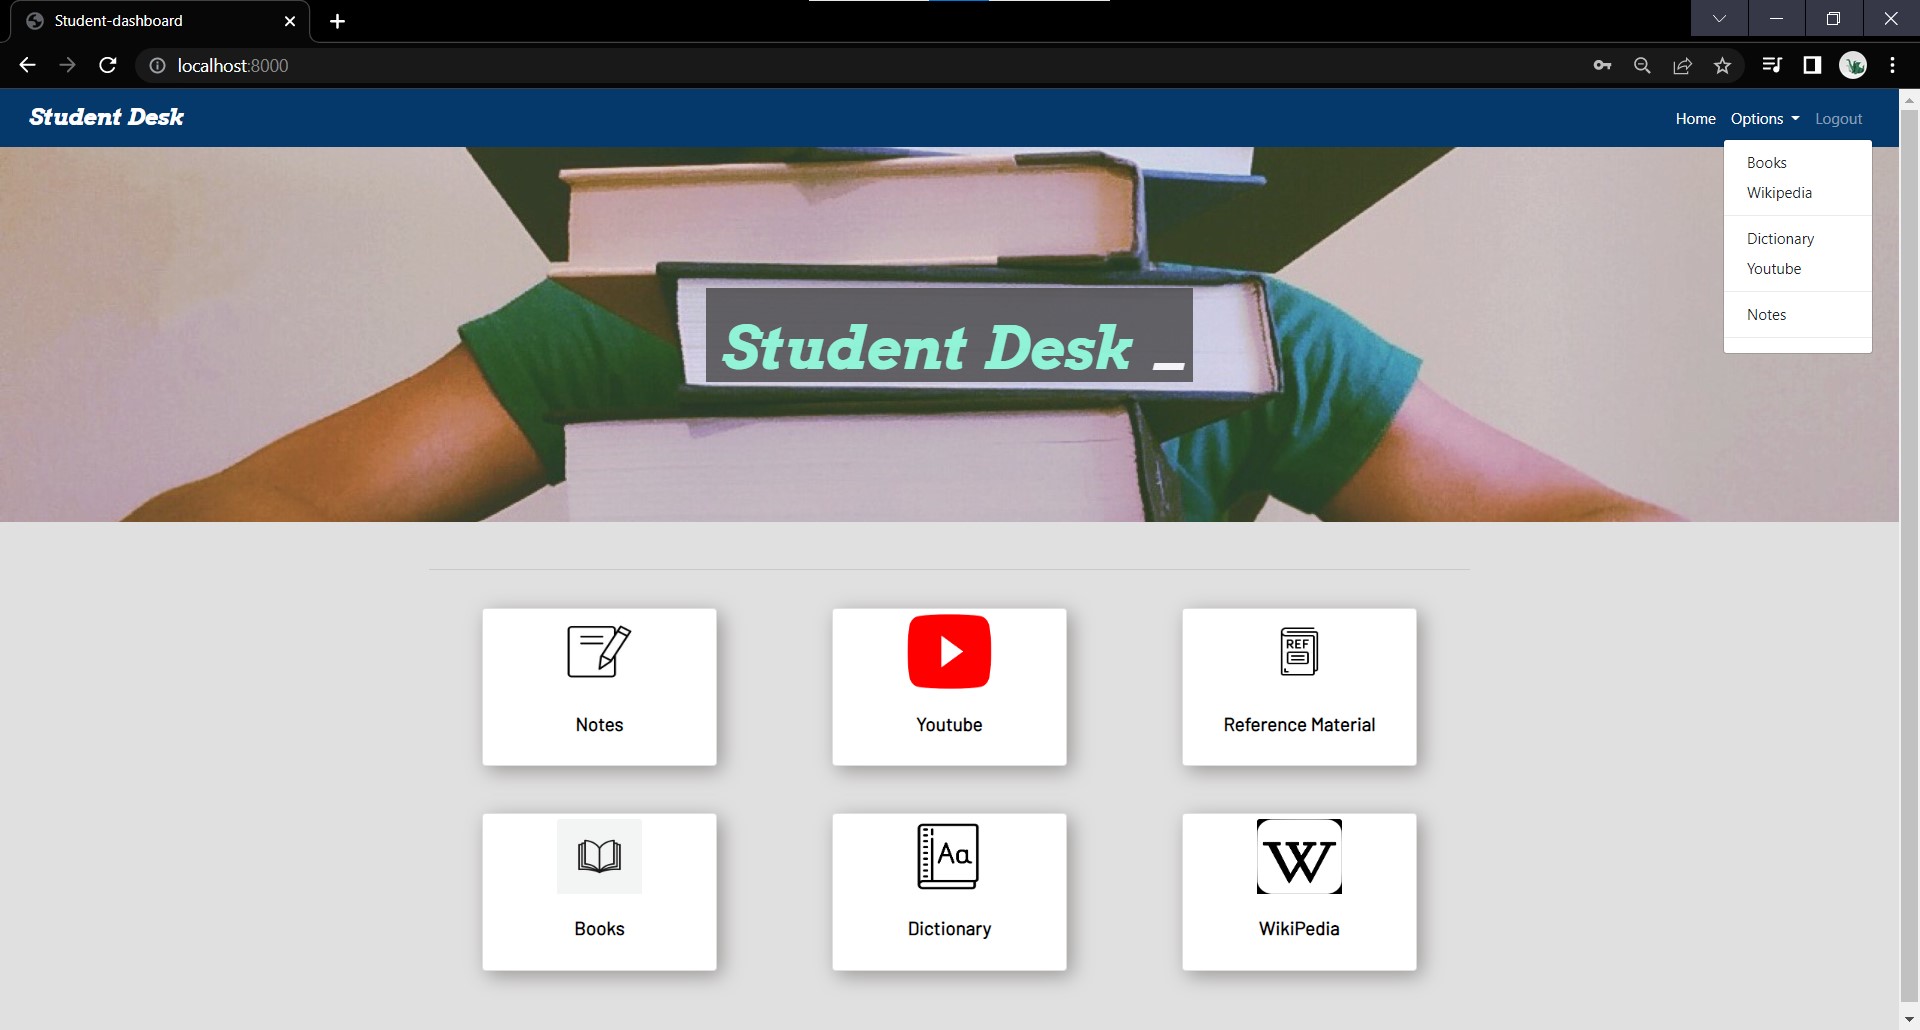 Student-dashboard
localhost:8000
Student Desk
Home Options Logout
Books
Wikipedia
Dictionary
Youtube
Notes
Student Desk _
Notes
Youtube
REF
Reference Material
Books
Aa
Dictionary
W
WikiPedia